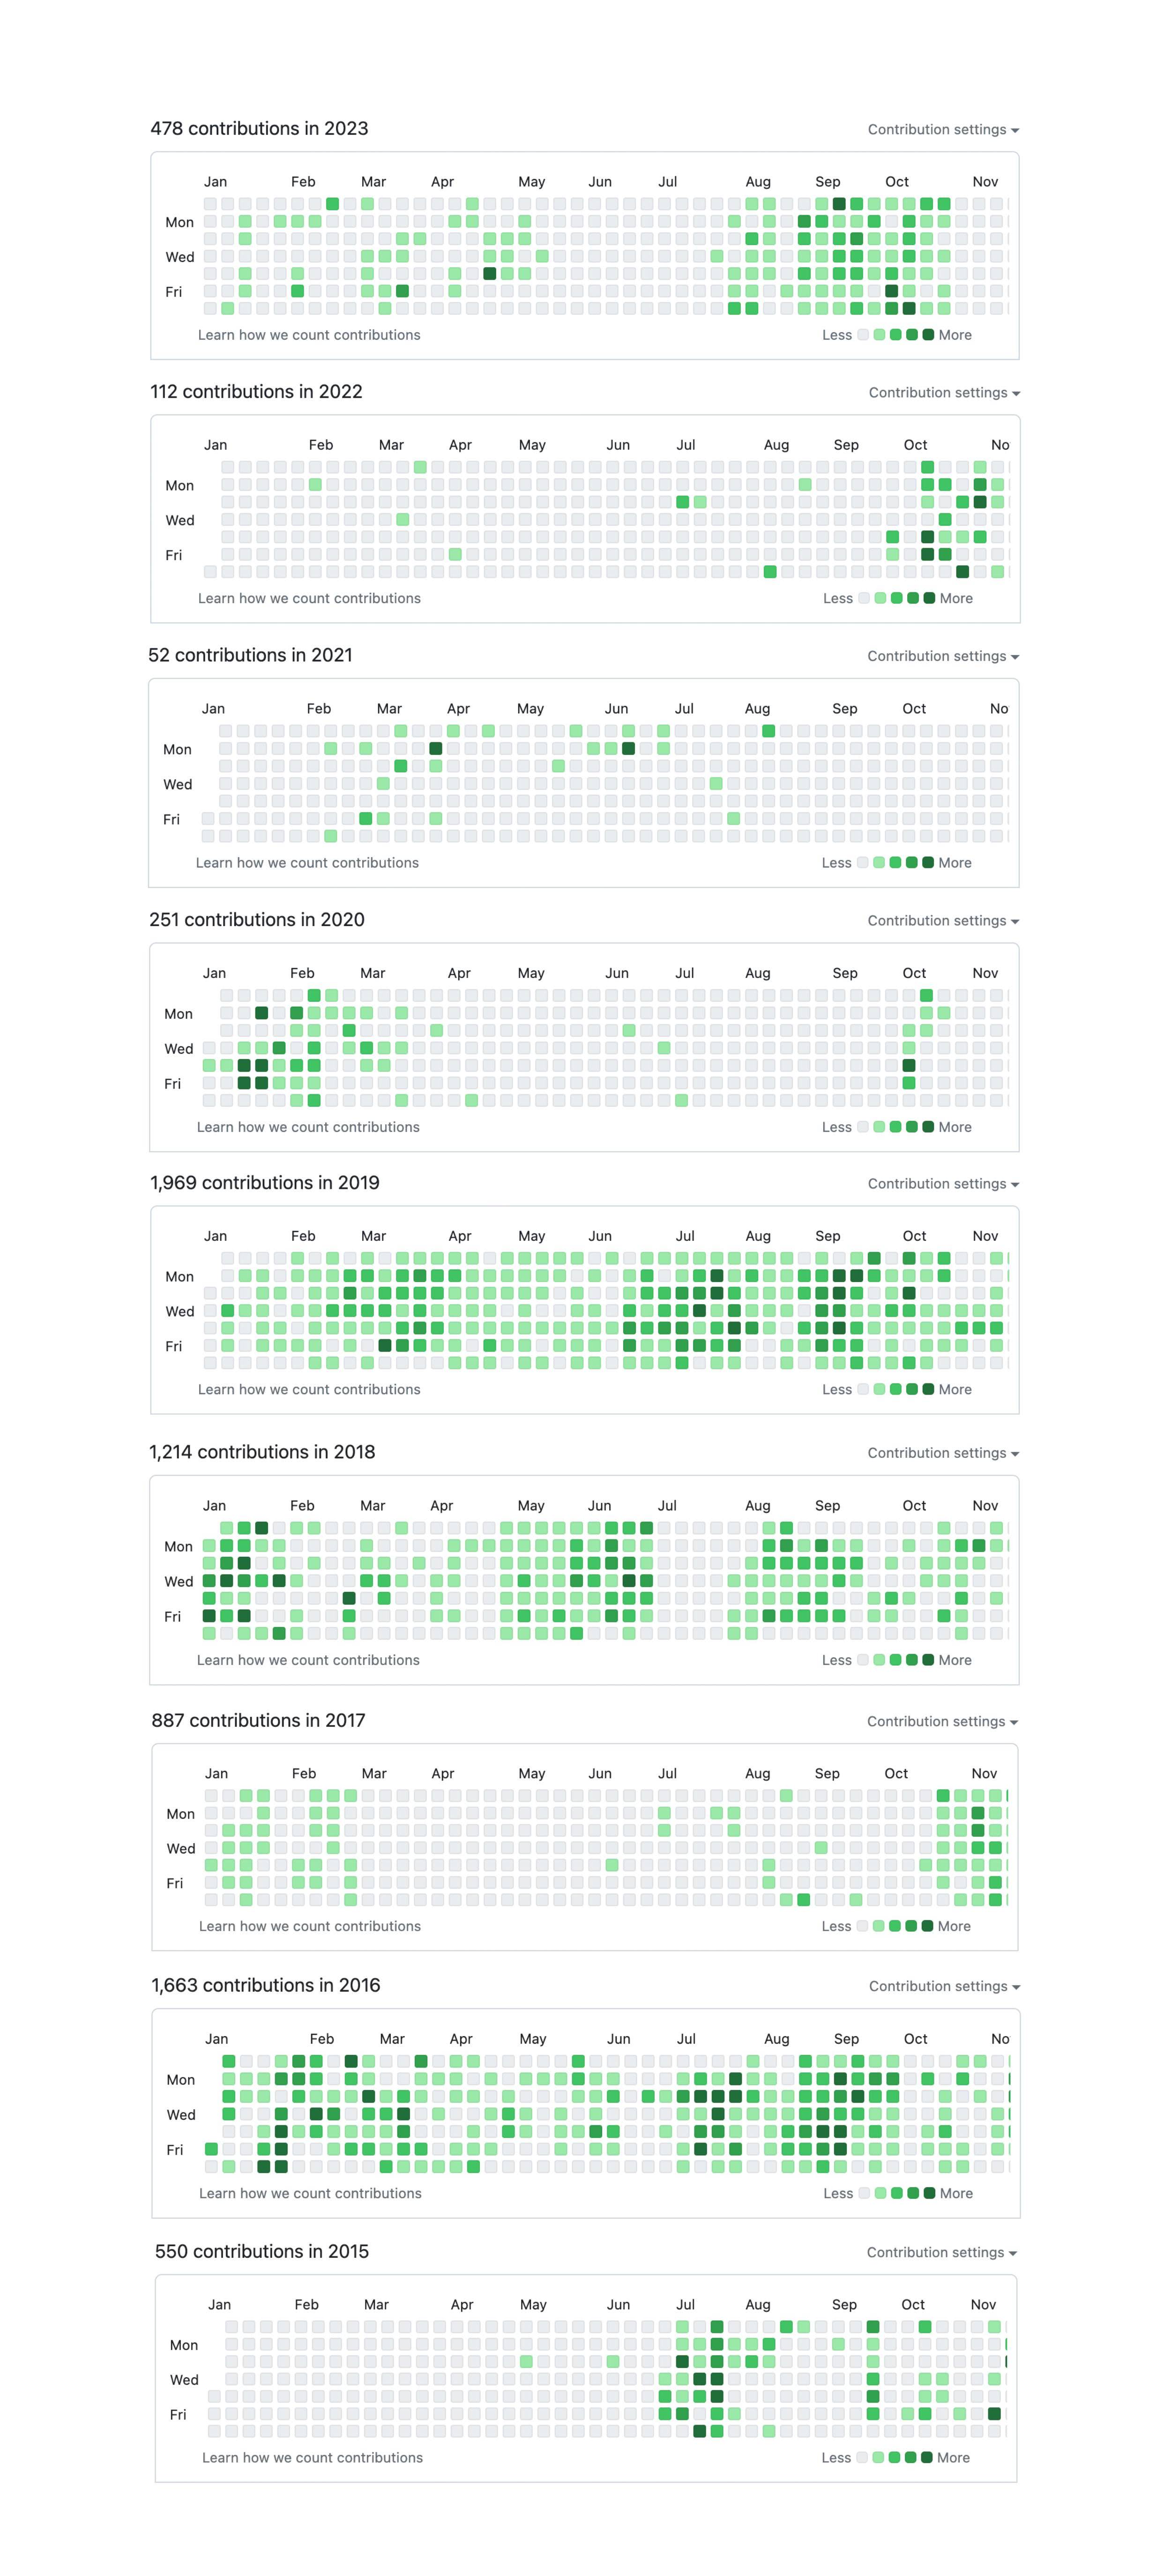 478 contributions in 2023 Contribution settings
Jan Feb Mar Apr May Jun Jul Aug Sep Oct Nov
Mon
Wed
Fri
Learn how we count contributions Less More
112 contributions in 2022 Contribution settings
Jan Feb Mar Apr May Jun Jul Aug Sep Oct No
Mon
Wed
Fri
Learn how we count contributions Less More
52 contributions in 2021 Contribution settings
Jan Feb Mar Apr May Jun Jul Aug Sep Oct No
Mon
Wed
Fri
Learn how we count contributions Less More
251 contributions in 2020 Contribution settings
Jan Feb Mar Apr May Jun Jul Aug Sep Oct Nov
Mon
Wed
Fri
Learn how we count contributions Less More
1,969 contributions in 2019 Contribution settings
Jan Feb Mar Apr May Jun Jul Aug Sep Oct Nov
Mon
Wed
Fri
Learn how we count contributions Less More
1,214 contributions in 2018 Contribution settings
Jan Feb Mar Apr May Jun Jul Aug Sep Oct Nov
Mon
Wed
Fri
Learn how we count contributions Less More
887 contributions in 2017 Contribution settings
Jan Feb Mar Apr May Jun Jul Aug Sep Oct Nov
Mon
Wed
Fri
Learn how we count contributions Less More
1,663 contributions in 2016 Contribution settings
Jan Feb Mar Apr May Jun Jul Aug Sep Oct No
Mon
Wed
Fri
Learn how we count contributions Less More
550 contributions in 2015 Contribution settings
Jan Feb Mar Apr May Jun Jul Aug Sep Oct Nov
Mon
Wed
Fri
Learn how we count contributions Less More